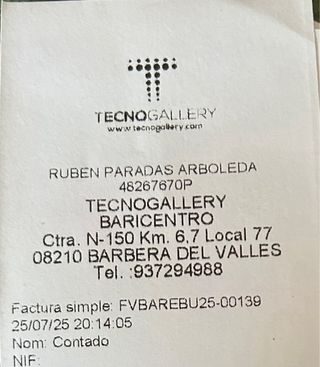 TECNOGALLERY
www.tecnogallery.com
RUBEN PARADAS ARBOLEDA
48267670P
TECNOGALLERY
BARICENTRO
Ctra. N-150 Km. 6,7 Local 77
08210 BARBERA DEL VALLES
Tel. :937294988
Factura simple: FVBAREBU25-00139
25/07/25 20:14:05
Nom: Contado
NIF: